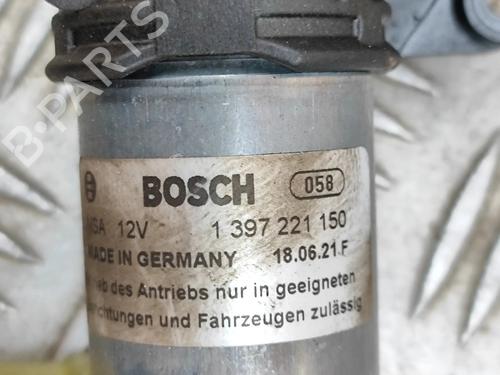 B-PARTS
BOSCH 058
12V 1 397 221 150
MADE IN GERMANY 18.06.21 F
des Antriebs nur in geeigneten
und Fahrzeugen zulässig